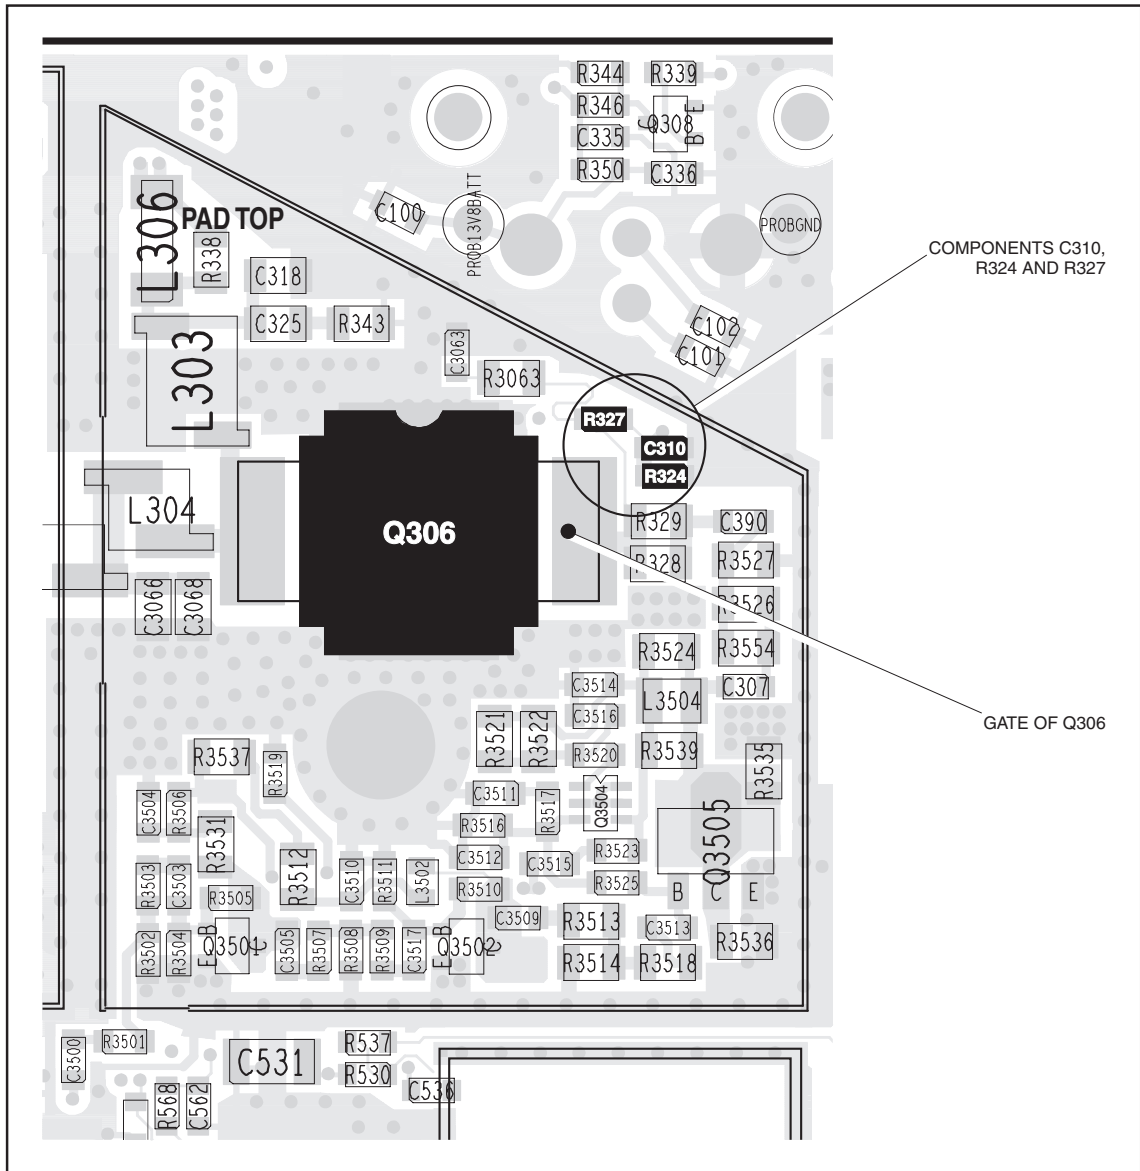 R344
R339
R346
C
Q308
E
B
C335
R350
C336
L306
PAD TOP
R338
C318
C100
PROB13V8BATT
PROBGND
COMPONENTS C310,
R324 AND R327
C325
R343
C102
C101
C3063
R3063
L303
R327
C310
R324
L304
Q306
R329
C390
R328
R3527
C3066
C3068
R3526
R3524
R3554
C3514
C307
C3516
L3504
GATE OF Q306
R3521
R3522
R3520
R3539
R3537
R3519
R3535
C3511
R3517
Q3504
C3504
R3506
R3531
R3516
Q3505
C3512
C3515
R3523
R3503
C3503
R3512
C3510
R3511
L3502
R3510
R3525
B
C
E
R3505
C3509
R3513
C3513
R3536
R3502
R3504
B
E
Q3501
C
C3505
R3507
R3508
R3509
C3517
B
E
Q3502
C
R3514
R3518
C3500
R3501
C531
R537
R530
C536
R568
C562